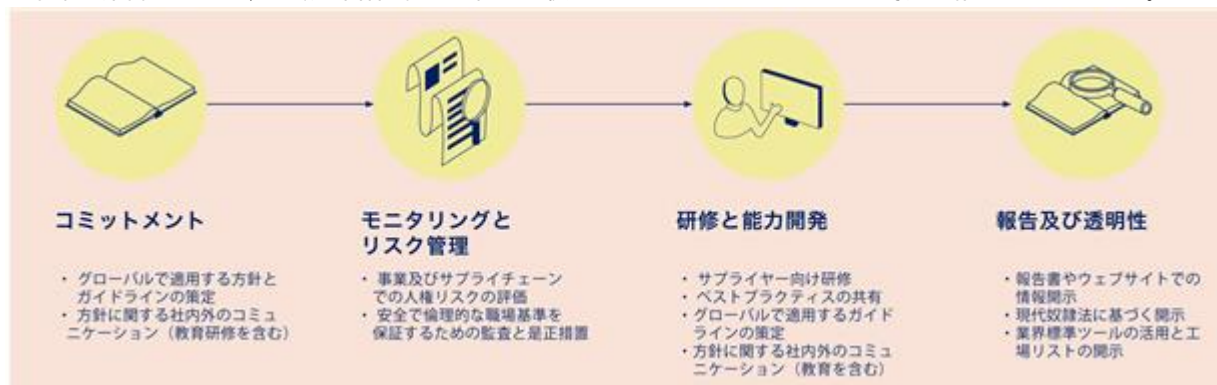 コミットメント
・ グローバルで適用する方針と
ガイドラインの策定
・ 方針に関する社内外のコミュ
ニケーション（教育研修を含む）
モニタリングと
リスク管理
・ 事業及びサプライチェーン
での人権リスクの評価
・ 安全で倫理的な職場基準を
保証するための監査と是正措置
研修と能力開発
・ サプライヤー向け研修
・ ベストプラクティスの共有
・グローバルで適用するガイド
ラインの策定
・方針に関する社内外のコミュ
ニケーション（教育を含む）
報告及び透明性
・報告書やウェブサイトでの
情報開示
・現代奴隷法に基づく開示
・業界標準ツールの活用と工
場リストの開示